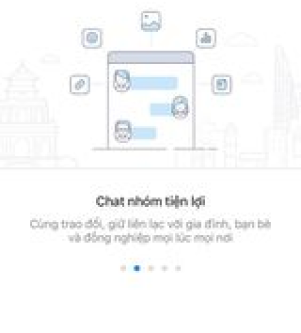 Chat nhóm tiện lợi
Cùng trao đổi, giữ liên lạc với gia đình, bạn bè
và đồng nghiệp mọi lúc mọi nơi